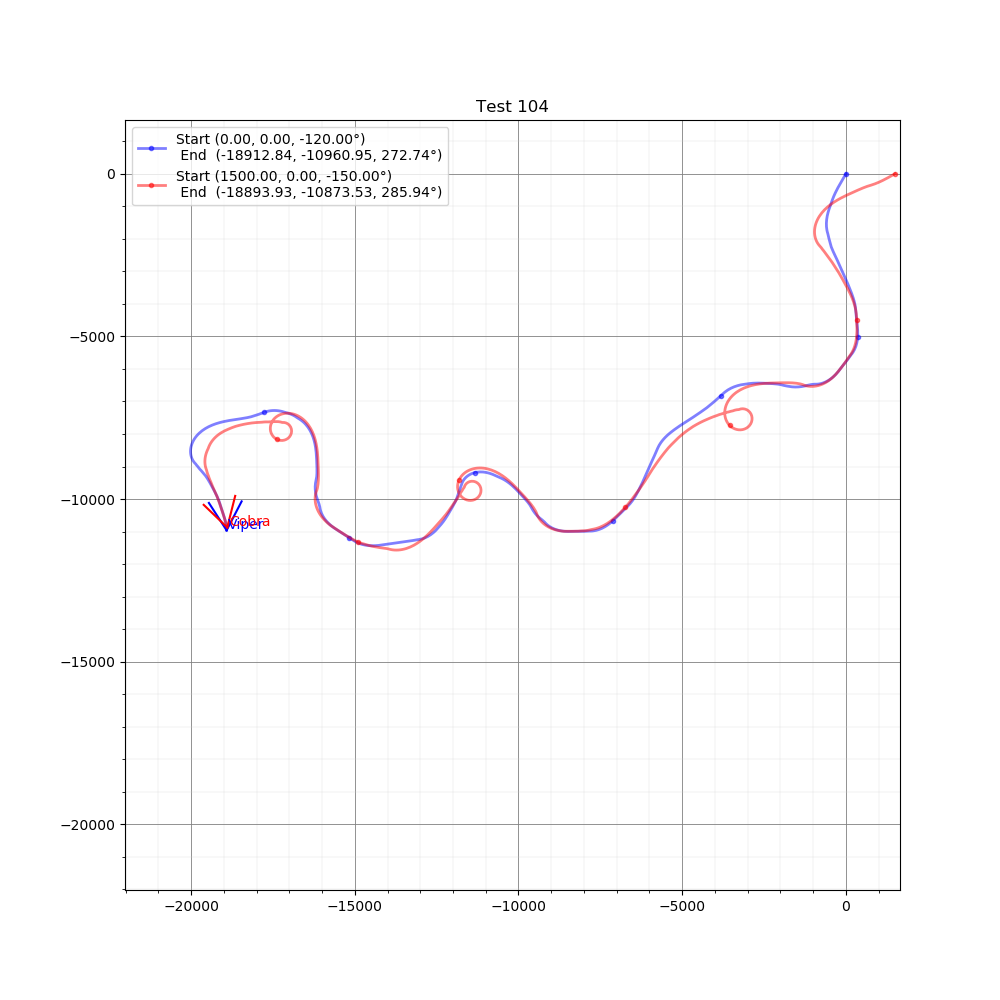 Test 104
Start (0.00, 0.00, -120.00°)
End  (-18912.84, -10960.95, 272.74°)
Start (1500.00, 0.00, -150.00°)
End  (-18893.93, -10873.53, 285.94°)
0
−5000
−10000
−15000
−20000
Cobra
Viper
−20000
−15000
−10000
−5000
0